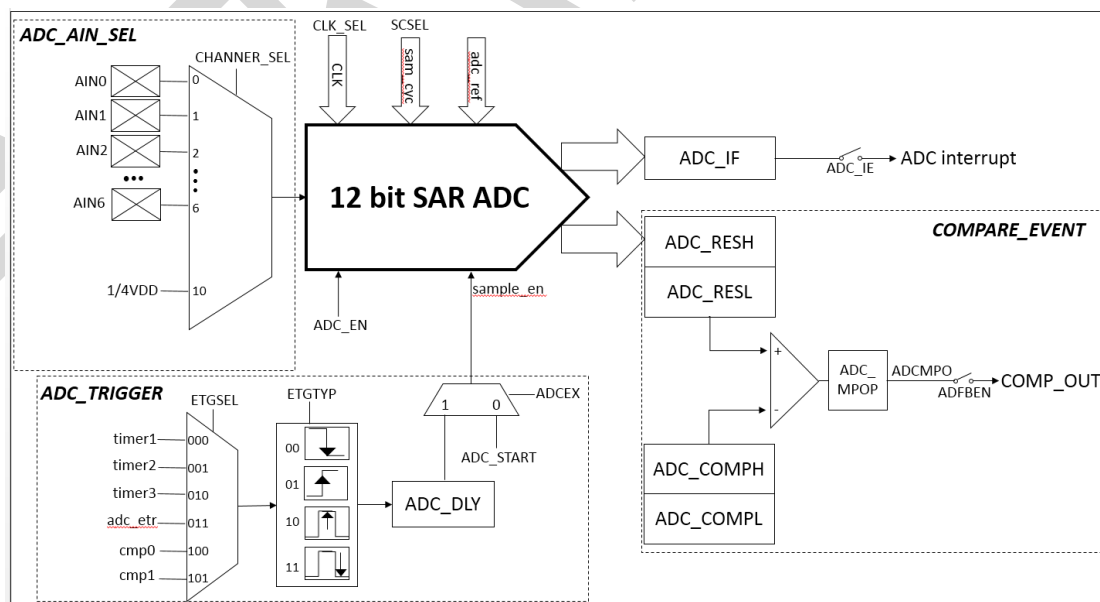 ADC_AIN_SEL
CHANNER_SEL
AIN0
0
AIN1
1
AIN2
2
•••
AIN6
6
1/4VDD
10
CLK_SEL
SCSEL
CLK
sam_cyc
adc_ref
12 bit SAR ADC
ADC_EN
sample_en
ADC_IF
ADC_IE
ADC interrupt
COMPARE_EVENT
ADC_RESH
ADC_RESL
+
-
ADC_
MPOP
ADCMPO
ADFBEN
COMP_OUT
ADC_COMPH
ADC_COMPL
ADC_TRIGGER
ETGSEL
timer1
000
timer2
001
timer3
010
adc_etr
011
cmp0
100
cmp1
101
ETGTYP
00
01
10
11
ADC_DLY
1
0
ADCEX
ADC_START